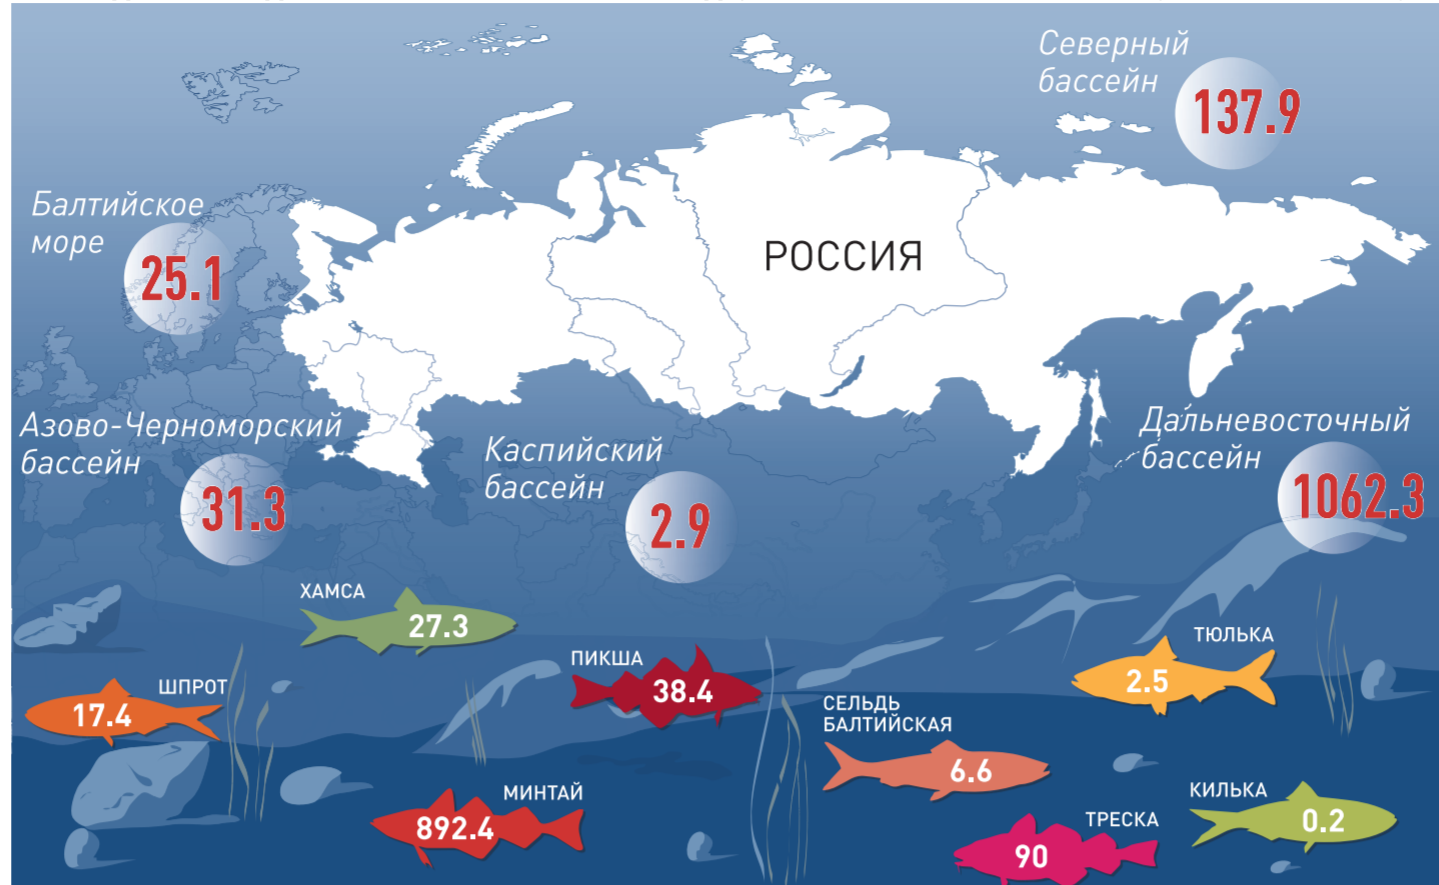 Северный
бассейн
137.9
Балтийское
море
25.1
РОССИЯ
Азово-Черноморский
бассейн
31.3
Каспийский
бассейн
2.9
Дальневосточный
бассейн
1062.3
ХАМСА
27.3
ТЮЛЬКА
2.5
ПИКША
38.4
ШПРОТ
17.4
СЕЛЬДЬ
БАЛТИЙСКАЯ
6.6
МИНТАЙ
892.4
КИЛЬКА
0.2
ТРЕСКА
90